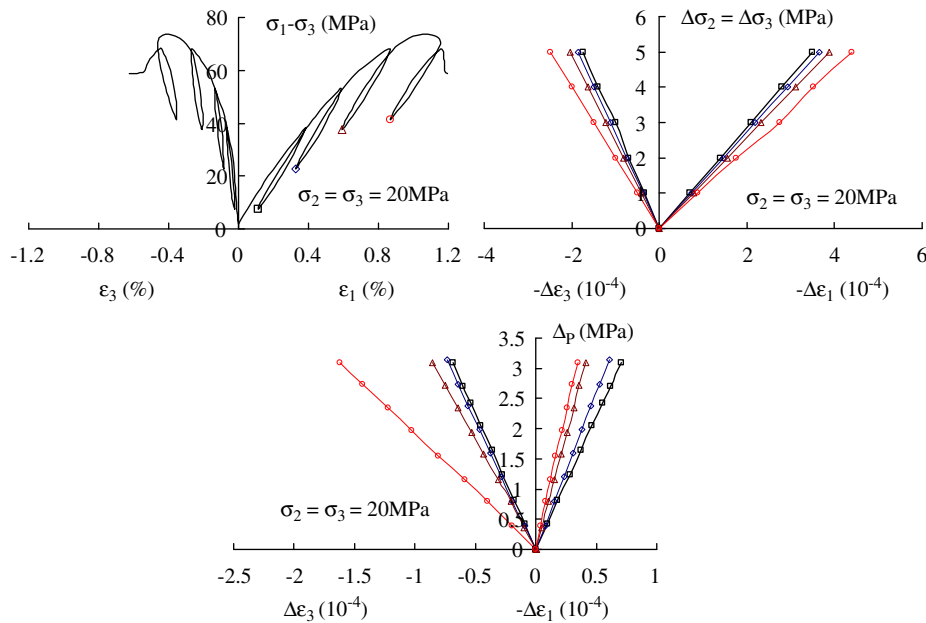 σ1-σ3 (MPa)
80
60
40
20
0
σ2 = σ3 = 20MPa
-1.2 -0.8 -0.4 0 0.4 0.8 1.2
ε3 (%) ε1 (%)
Δσ2 = Δσ3 (MPa)
6
5
4
3
2
1
0
σ2 = σ3 = 20MPa
-4 -2 0 2 4 6
-Δε3 (10-4) -Δε1 (10-4)
ΔP (MPa)
3.5
3
2.5
2
1.5
1
0.5
0
σ2 = σ3 = 20MPa
-2.5 -2 -1.5 -1 -0.5 0 0.5 1
Δε3 (10-4) -Δε1 (10-4)